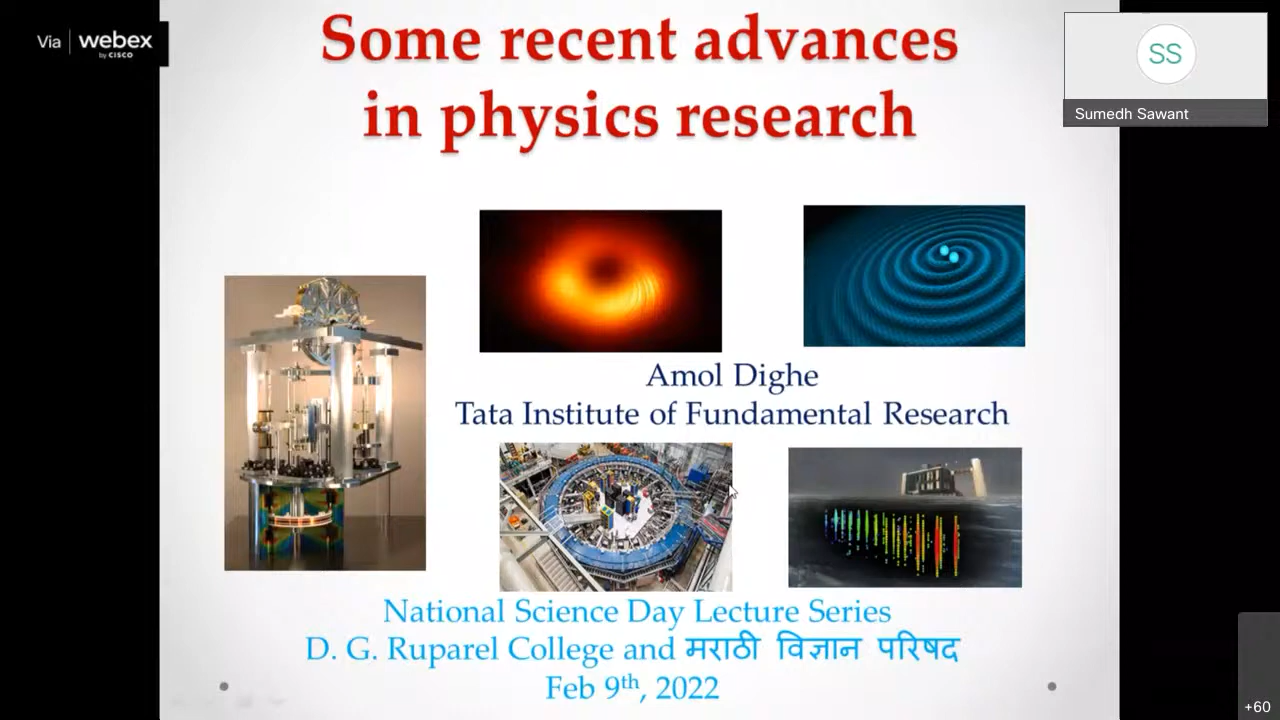 Via webex
by CISCO
SS
Sumedh Sawant
Some recent advances
in physics research
Amol Dighe
Tata Institute of Fundamental Research
National Science Day Lecture Series
D. G. Ruparel College and मराठी विज्ञान परिषद
Feb 9th, 2022
+60